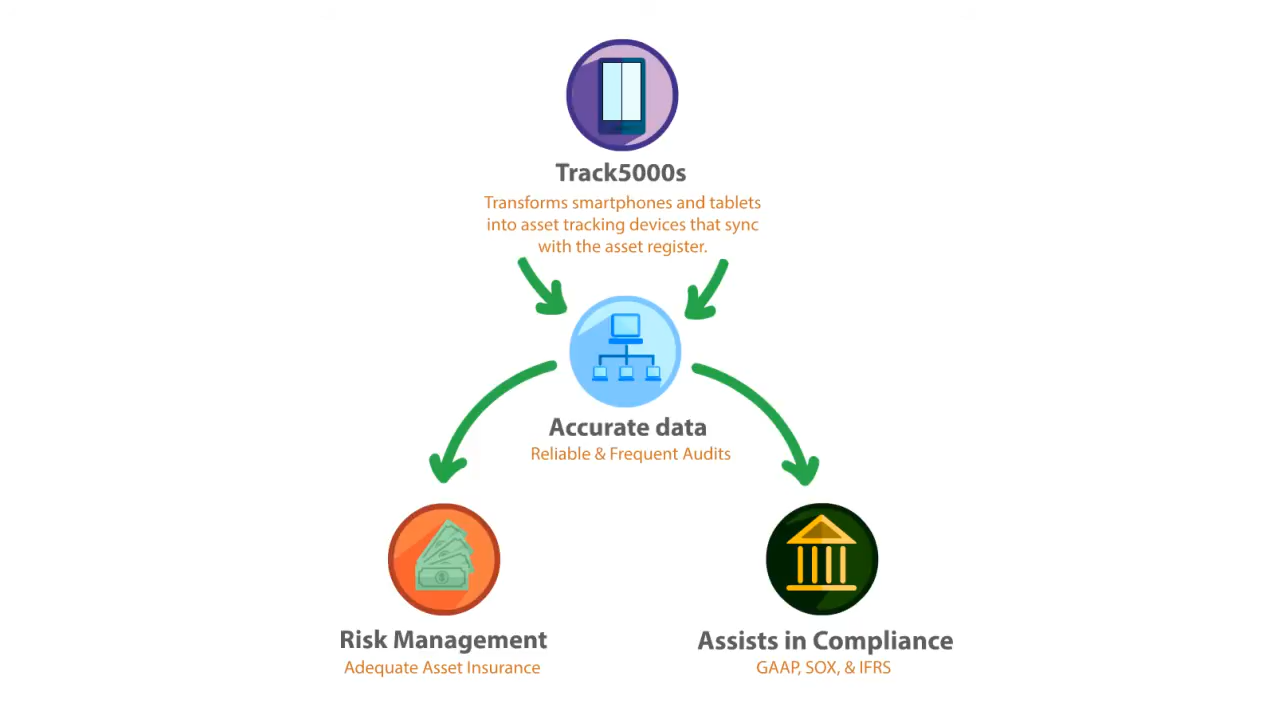 Track5000s
Transforms smartphones and tablets
into asset tracking devices that sync
with the asset register.
Accurate data
Reliable & Frequent Audits
Risk Management
Adequate Asset Insurance
Assists in Compliance
GAAP, SOX, & IFRS